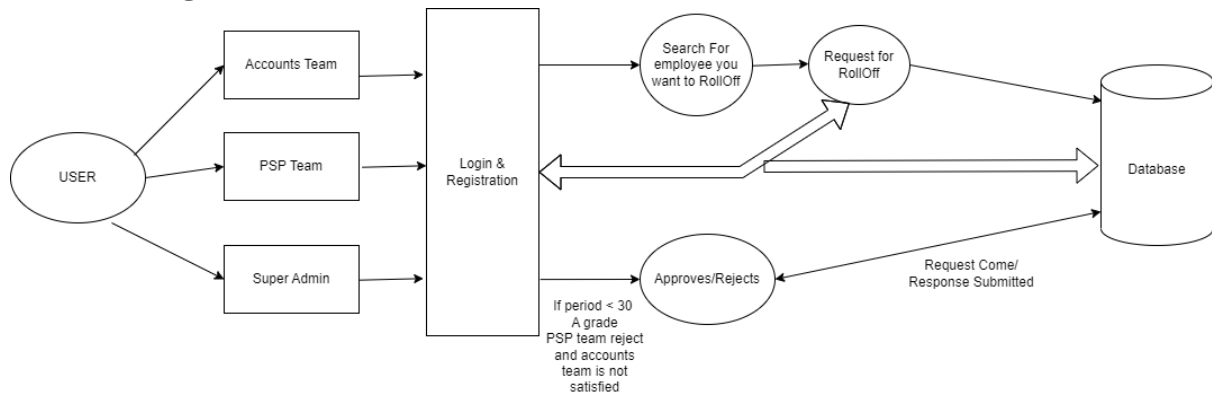 Accounts Team
Search For
employee you
want to RollOff
Request for
RollOff
USER
PSP Team
Login &
Registration
Database
Super Admin
Approves/Rejects
Request Come/
Response Submitted
If period < 30
A grade
PSP team reject
and accounts
team is not
satisfied